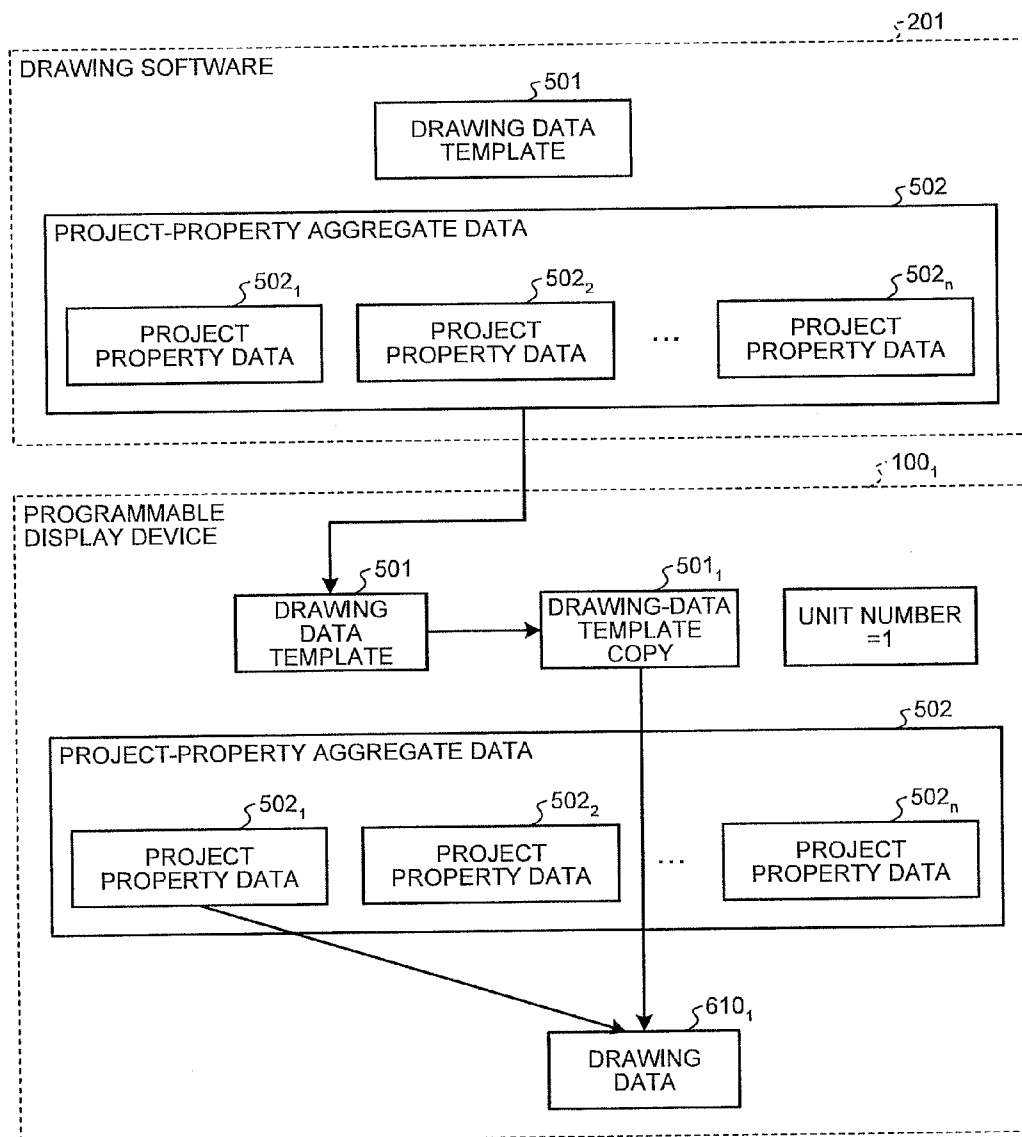 201
DRAWING SOFTWARE
501
DRAWING DATA
TEMPLATE
502
PROJECT-PROPERTY AGGREGATE DATA
502₁
PROJECT
PROPERTY DATA
502₂
PROJECT
PROPERTY DATA
...
502ₙ
PROJECT
PROPERTY DATA
100₁
PROGRAMMABLE
DISPLAY DEVICE
501
DRAWING
DATA
TEMPLATE
501₁
DRAWING-DATA
TEMPLATE
COPY
UNIT NUMBER
=1
502
PROJECT-PROPERTY AGGREGATE DATA
502₁
PROJECT
PROPERTY DATA
502₂
PROJECT
PROPERTY DATA
...
502ₙ
PROJECT
PROPERTY DATA
610₁
DRAWING
DATA